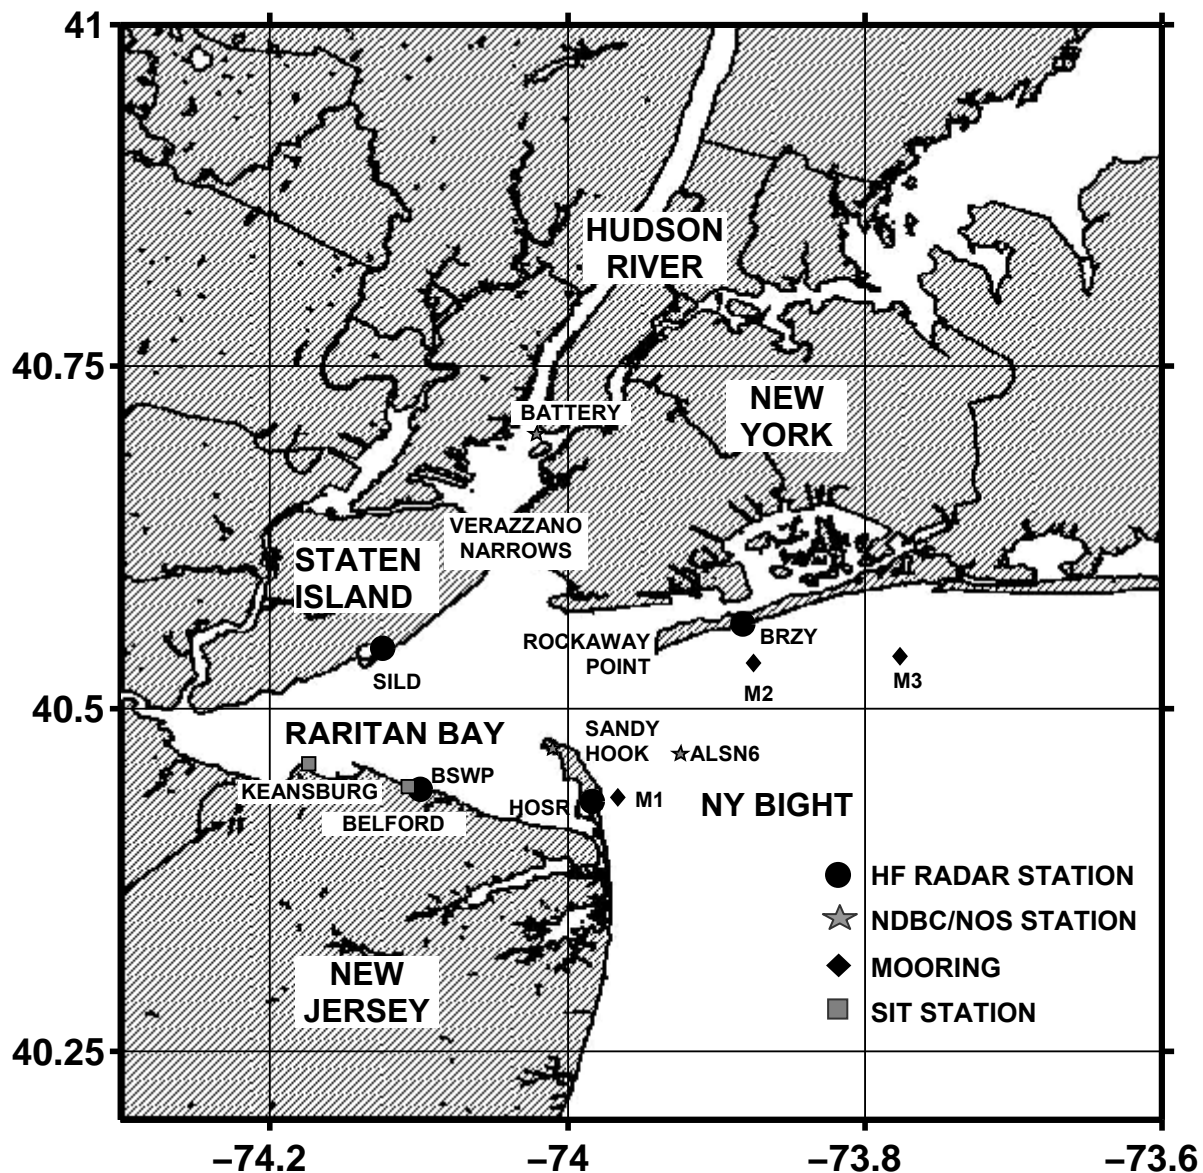 41
HUDSON
RIVER
40.75
BATTERY
NEW
YORK
VERAZZANO
NARROWS
STATEN
ISLAND
ROCKAWAY
POINT
BRZY
SILD
M2
M3
40.5
RARITAN BAY
SANDY
HOOK
ALSN6
BSWP
KEANSBURG
HOSR
M1
NY BIGHT
BELFORD
HF RADAR STATION
NDBC/NOS STATION
MOORING
SIT STATION
NEW
JERSEY
40.25
−74.2
−74
−73.8
−73.6